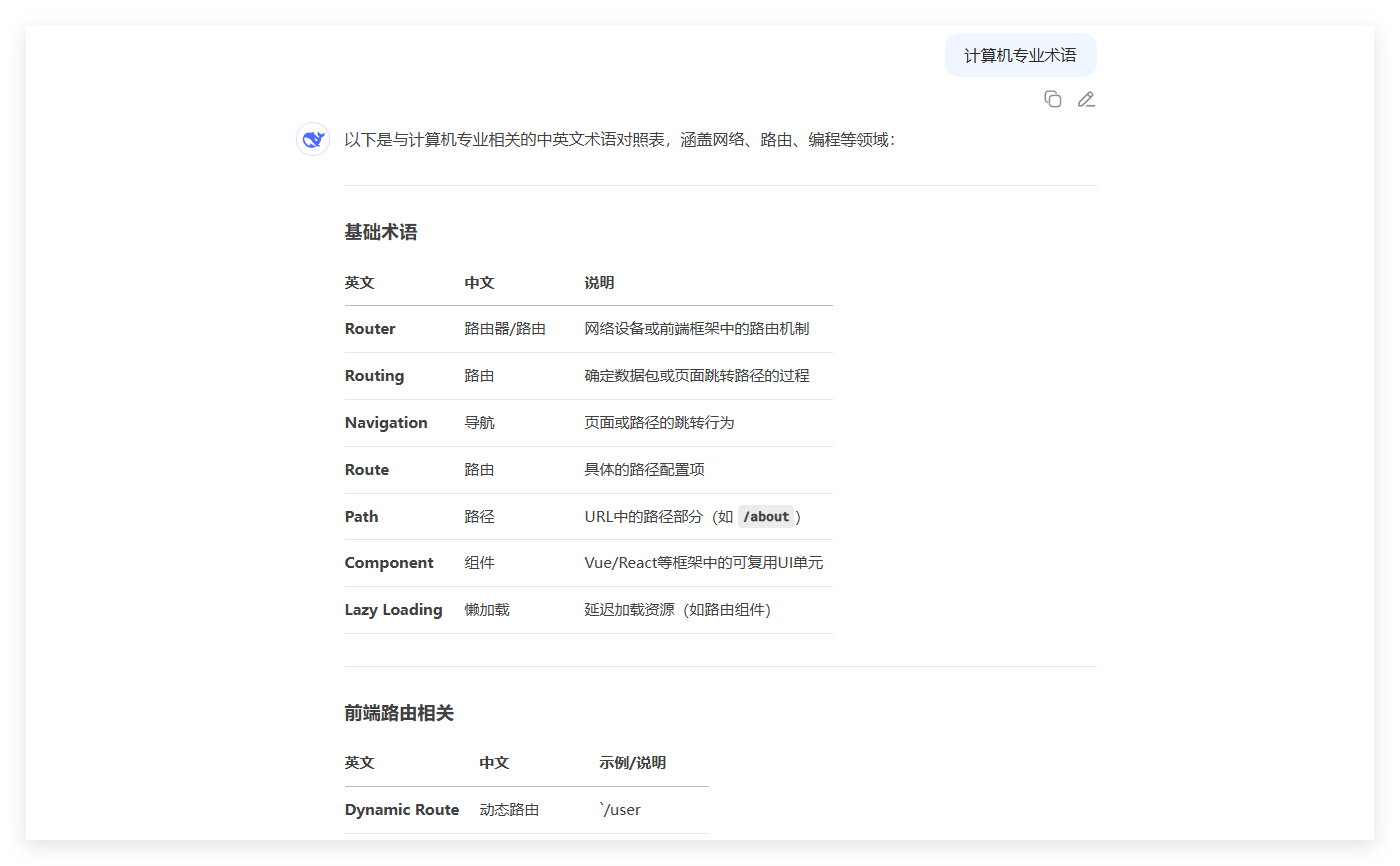 计算机专业术语
以下是与计算机专业相关的中英文术语对照表，涵盖网络、路由、编程等领域：
基础术语
英文 中文 说明
Router 路由器/路由 网络设备或前端框架中的路由机制
Routing 路由 确定数据包或页面跳转路径的过程
Navigation 导航 页面或路径的跳转行为
Route 路由 具体的路径配置项
Path 路径 URL中的路径部分（如 /about）
Component 组件 Vue/React等框架中的可复用UI单元
Lazy Loading 懒加载 延迟加载资源（如路由组件）
前端路由相关
英文 中文 示例/说明
Dynamic Route 动态路由 `/user